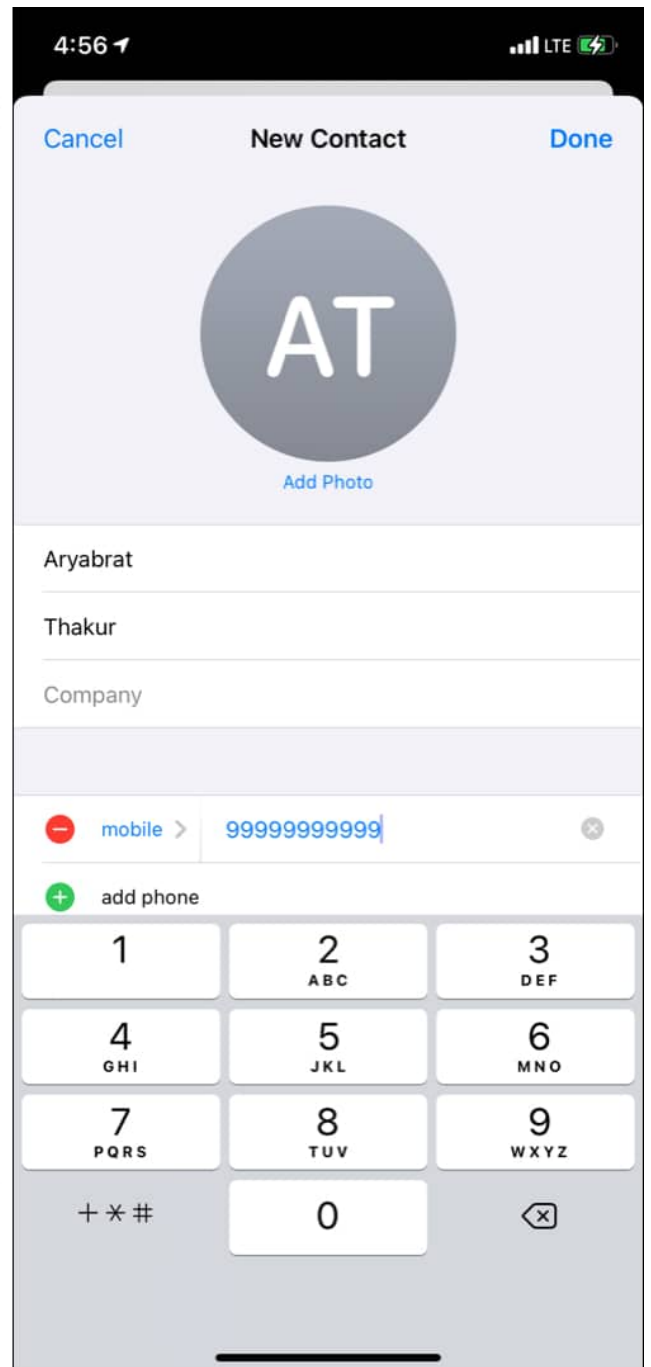 4:56 LTE
Cancel New Contact Done
AT
Add Photo
Aryabrat
Thakur
Company
mobile 99999999999
add phone
1 2 3
ABC DEF
4 5 6
GHI JKL MNO
7 8 9
PQRS TUV WXYZ
+*# 0